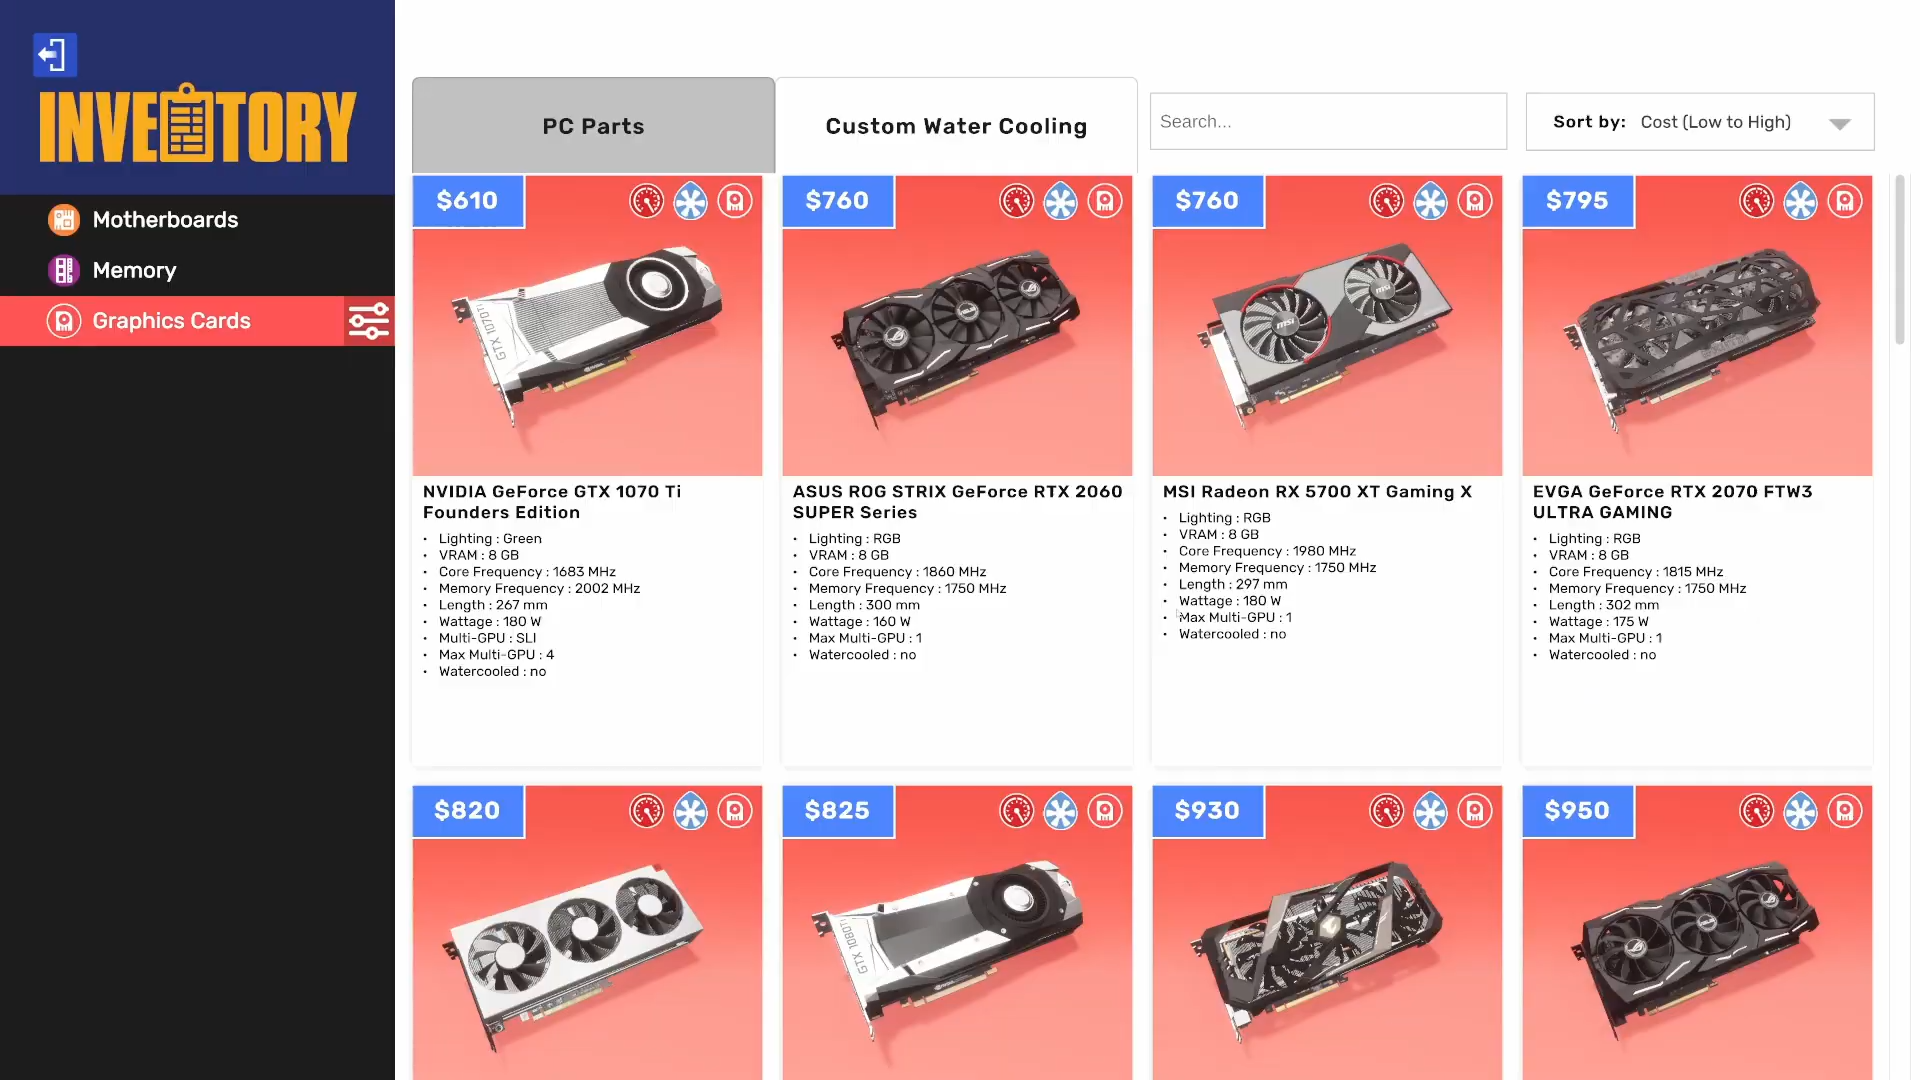 INVENTORY
PC Parts
Custom Water Cooling
Search...
Sort by: Cost (Low to High)
Motherboards
Memory
Graphics Cards
$610
GTX 1070Ti
NVIDIA GeForce GTX 1070 Ti
Founders Edition
• Lighting : Green
• VRAM : 8 GB
• Core Frequency : 1683 MHz
• Memory Frequency : 2002 MHz
• Length : 267 mm
• Wattage : 180 W
• Multi-GPU : SLI
• Max Multi-GPU : 4
• Watercooled : no
$760
ASUS ROG STRIX GeForce RTX 2060
SUPER Series
• Lighting : RGB
• VRAM : 8 GB
• Core Frequency : 1860 MHz
• Memory Frequency : 1750 MHz
• Length : 300 mm
• Wattage : 160 W
• Max Multi-GPU : 1
• Watercooled : no
$760
msi
msi
MSI Radeon RX 5700 XT Gaming X
• Lighting : RGB
• VRAM : 8 GB
• Core Frequency : 1980 MHz
• Memory Frequency : 1750 MHz
• Length : 297 mm
• Wattage : 180 W
• Max Multi-GPU : 1
• Watercooled : no
$795
EVGA GeForce RTX 2070 FTW3
ULTRA GAMING
• Lighting : RGB
• VRAM : 8 GB
• Core Frequency : 1815 MHz
• Memory Frequency : 1750 MHz
• Length : 302 mm
• Wattage : 175 W
• Max Multi-GPU : 1
• Watercooled : no
$820
$825
GTX 1080Ti
$930
$950